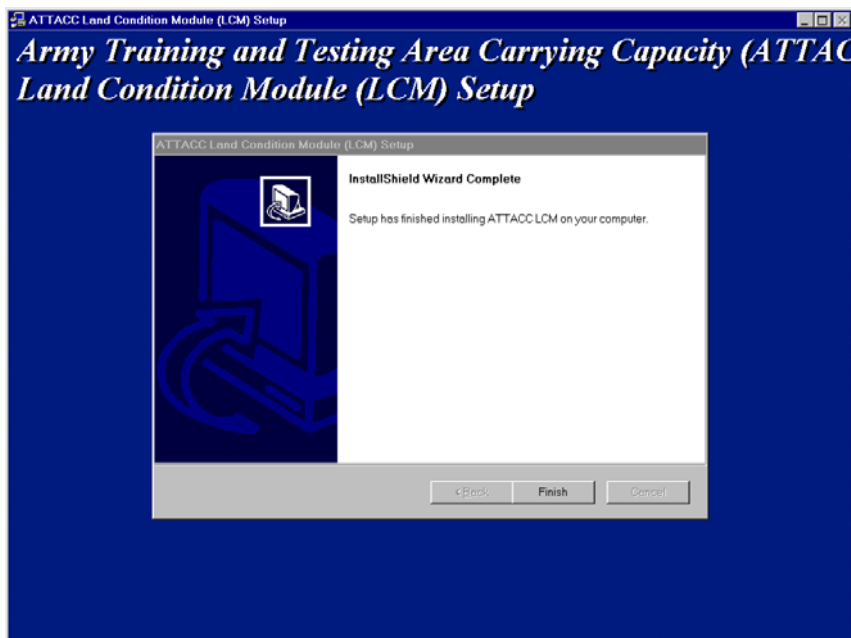 ATTACC Land Condition Module (LCM) Setup
Army Training and Testing Area Carrying Capacity (ATTAC
Land Condition Module (LCM) Setup
ATTACC Land Condition Module (LCM) Setup
InstallShield Wizard Complete
Setup has finished installing ATTACC LCM on your computer.
< Back Finish Cancel